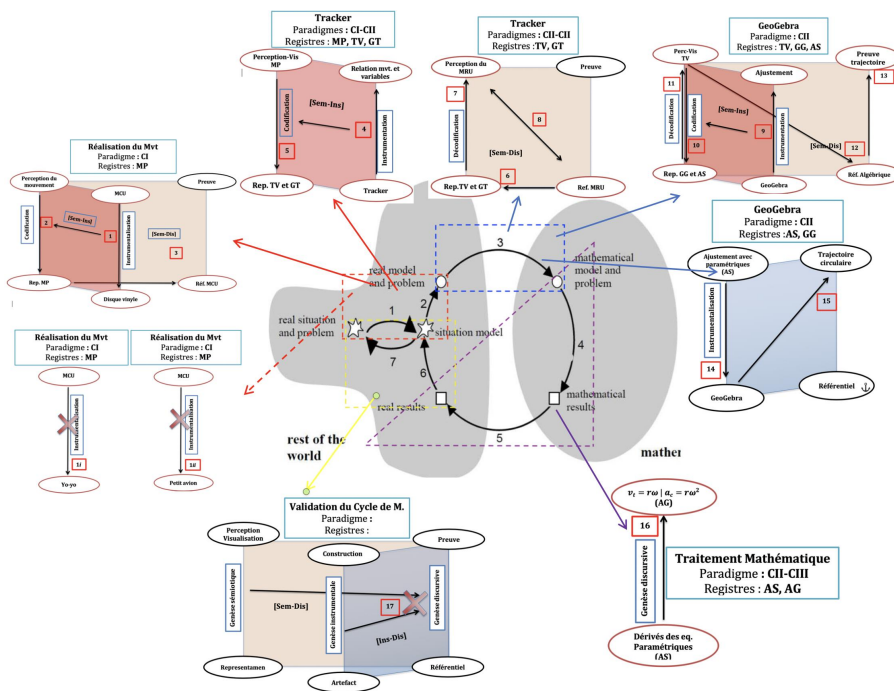 Tracker
Paradigmes : CI-CII
Registres : MP, TV, GT
Perception-Vis
MP
Relation mvt. et
variables
Codification
[Sem-Ins]
4
5
Instrumentation
Rep. TV et GT
Tracker
Tracker
Paradigmes : CII-CII
Registres :TV, GT
Perception du
MRU
Preuve
7
Décodification
8
[Sem-Dis]
6
Rep.TV et GT
Ref. MRU
GeoGebra
Paradigme : CII
Registres : TV, GG, AS
Perc-Vis
TV
Ajustement
Preuve
trajectoire
11
13
Décodification
Codification
[Sem-Ins]
9
Instrumentation
10
[Sem-Dis]
12
Rep. GG et AS
GeoGebra
Réf. Algébrique
Réalisation du Mvt
Paradigme : CI
Registres : MP
Perception du
mouvement
MCU
Preuve
Codification
2
[Sem-Ins]
1
Instrumentalisation
[Sem-Dis]
3
Rep. MP
Disque vinyle
Réf. MCU
GeoGebra
Paradigme : CII
Registres : AS, GG
Ajustement avec
paramétriques
(AS)
Trajectoire
circulaire
Instrumentalisation
15
14
GeoGebra
Référentiel
Réalisation du Mvt
Paradigme : CI
Registres : MP
MCU
Instrumentalisation
1i
Yo-yo
Réalisation du Mvt
Paradigme : CI
Registres : MP
MCU
Instrumentalisation
1ii
Petit avion
real model
and problem
3
mathematical
model and
problem
real situation
and problem
1
2
situation model
7
4
6
real results
mathematical
results
5
rest of the
world
mather
Validation du Cycle de M.
Paradigme :
Registres :
Perception
Visualisation
Construction
Preuve
Genèse sémiotique
[Sem-Dis]
Genèse instrumentale
17
[Ins-Dis]
Genèse discursive
Representamen
Artefact
Référentiel
vₜ = rω | a꜀ = rω²
(AG)
16
Genèse discursive
Traitement Mathématique
Paradigme : CII-CIII
Registres : AS, AG
Dérivés des eq.
Paramétriques
(AS)